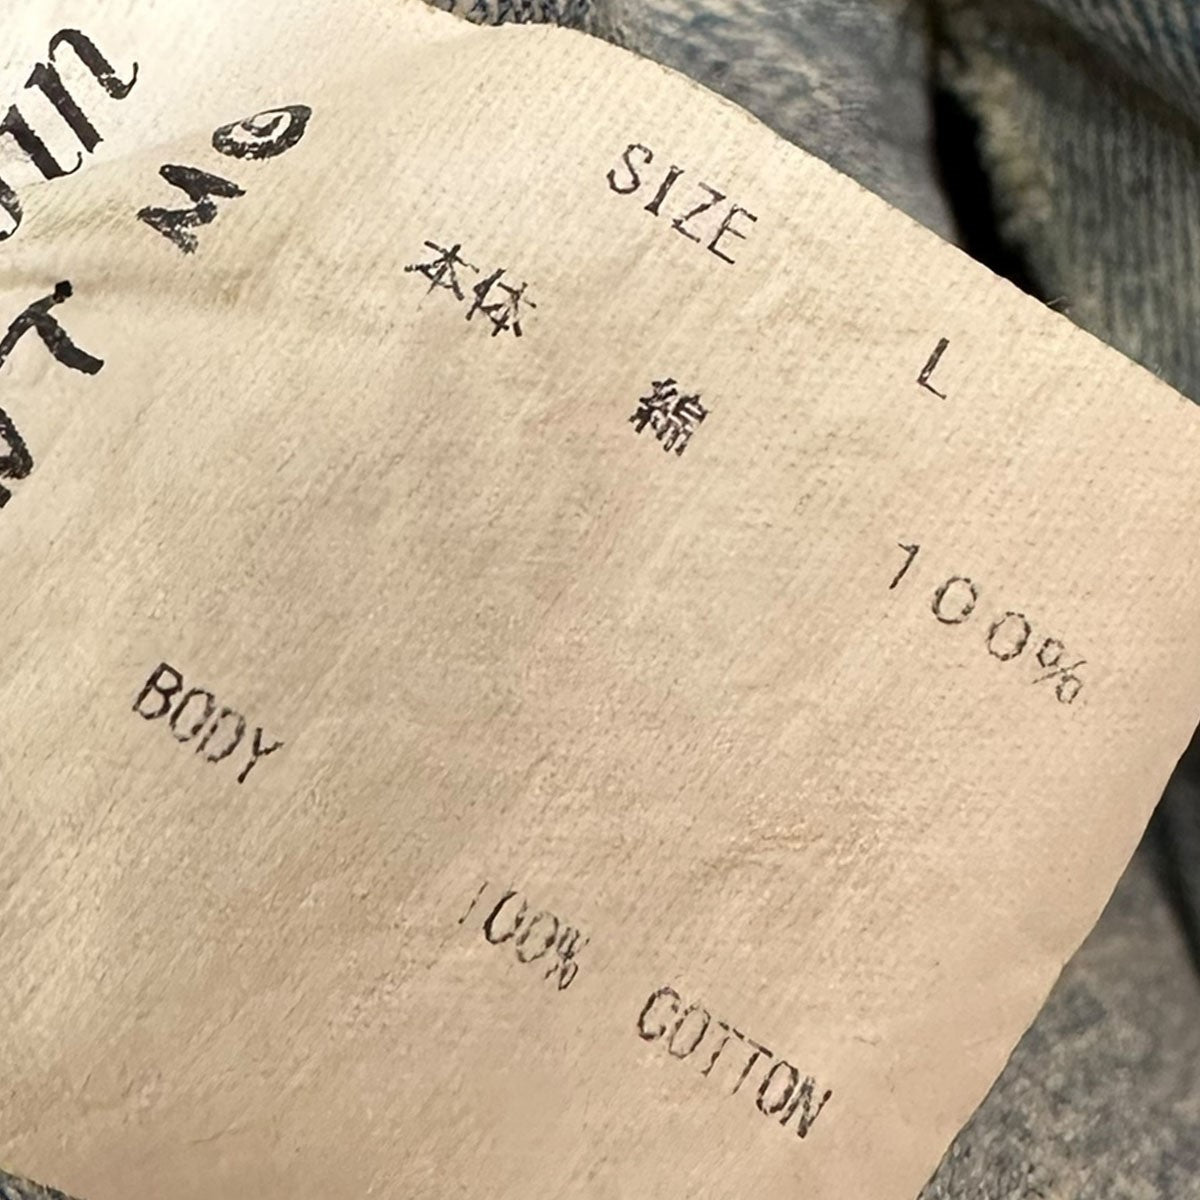 SIZE L
本体
綿 100%
BODY
100% COTTON